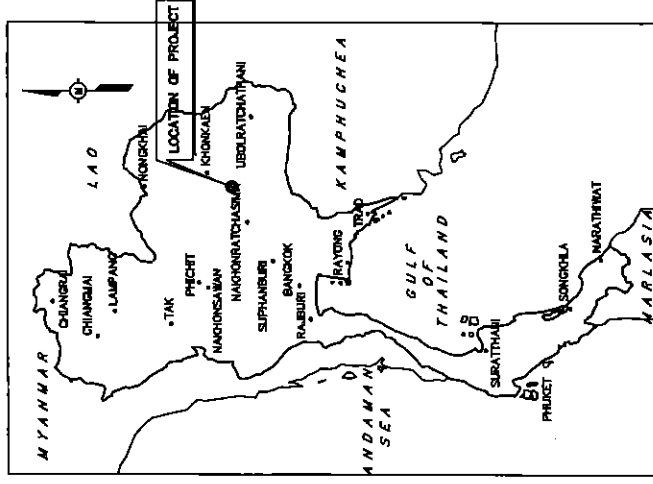 MYANMAR
CHIANGRAI
CHIANGMAI
LAMPANG
LAO
NONGKHAI
LOCATION OF PROJECT
TAK
PHICHIT
KHONKAEN
NAKHONSAWAN
NAKHONRATCHASIMA
UBOLRATCHATHANI
SUPHANBURI
BANGKOK
RAJBURI
RAYONG
TRAD
KAMPHUCHEA
ANDAMAN
SEA
GULF
OF
THAILAND
SURATTHANI
PHUKET
SONGKHLA
NARATHIWAT
MARLASIA
N